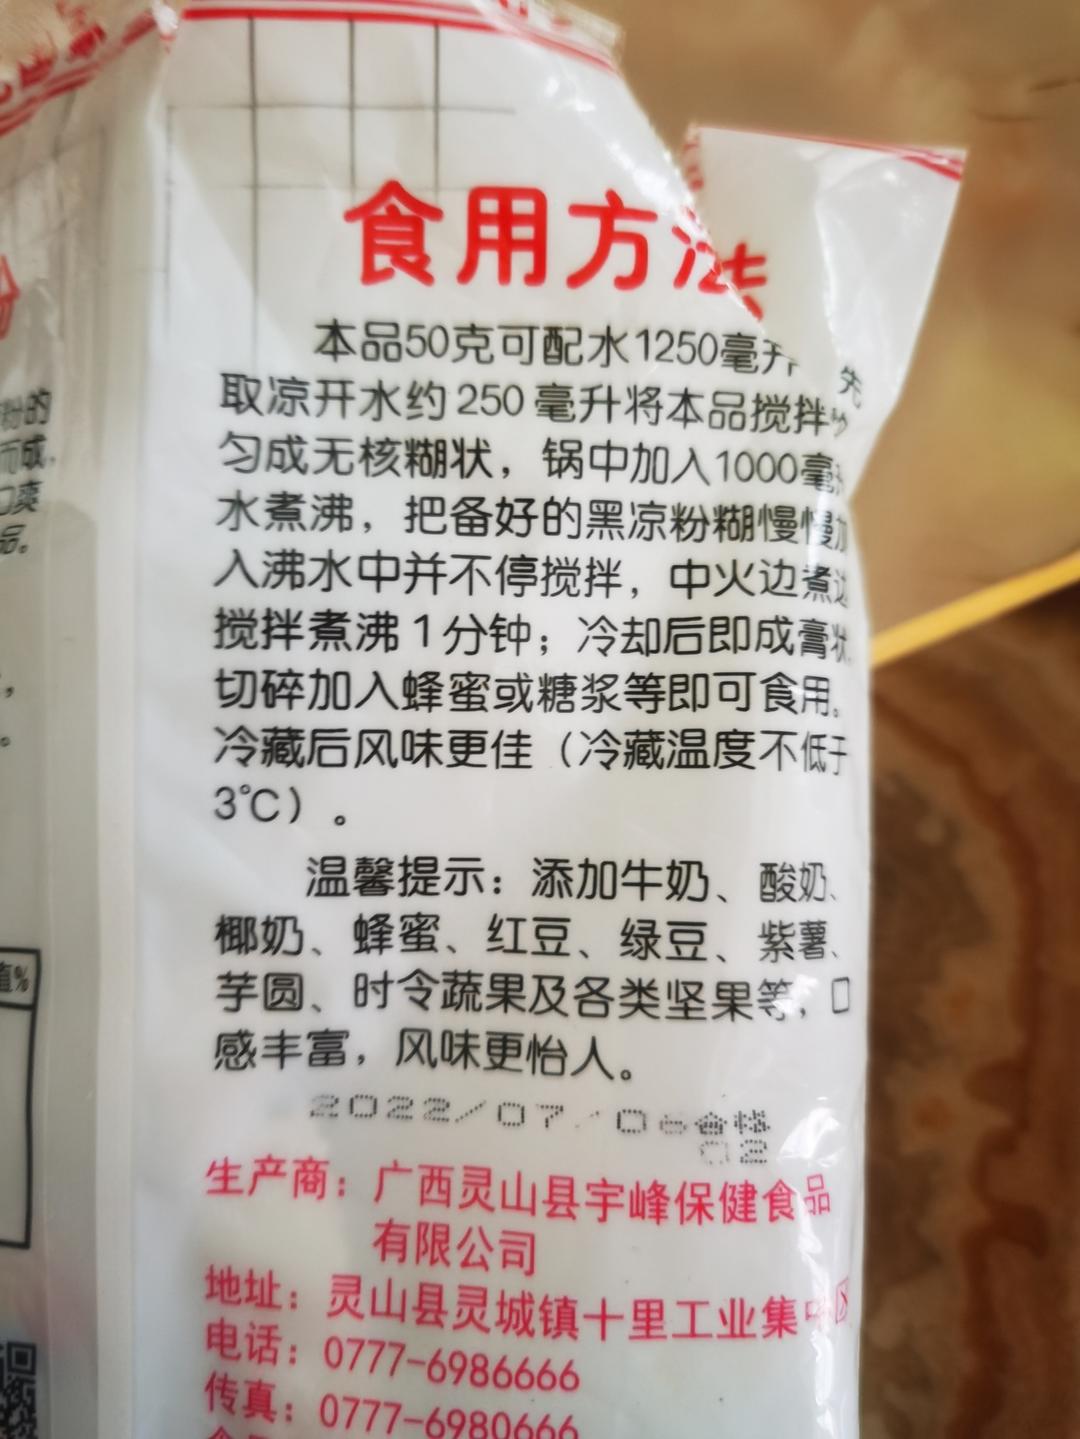 食用方法
本品50克可配水1250毫升 先
取凉开水约250毫升将本品搅拌
匀成无核糊状，锅中加入1000毫升
水煮沸，把备好的黑凉粉糊慢慢加
入沸水中并不停搅拌，中火边煮边
搅拌煮沸1分钟；冷却后即成膏状
切碎加入蜂蜜或糖浆等即可食用。
冷藏后风味更佳（冷藏温度不低于
3℃）。
温馨提示：添加牛奶、酸奶、
椰奶、蜂蜜、红豆、绿豆、紫薯、
芋圆、时令蔬果及各类坚果等，口
感丰富，风味更怡人。
2022/07/06合格
02
生产商：广西灵山县宇峰保健食品
有限公司
地址：灵山县灵城镇十里工业集中区
电话：0777-6986666
传真：0777-6980666
粉的
而成，
口爽
品。
值%